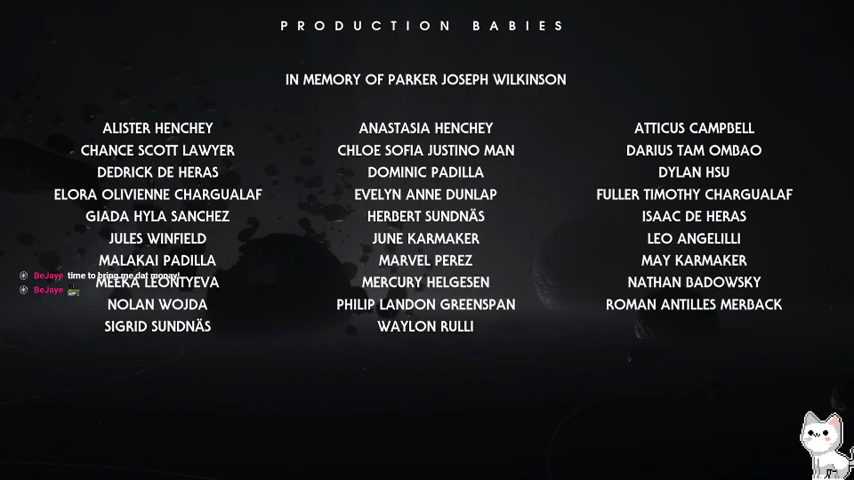 PRODUCTION BABIES
IN MEMORY OF PARKER JOSEPH WILKINSON
ALISTER HENCHEY
CHANCE SCOTT LAWYER
DEDRICK DE HERAS
ELORA OLIVIENNE CHARGUALAF
GIADA HYLA SANCHEZ
JULES WINFIELD
MALAKAI PADILLA
BeJaye time to bring me dat monay!
MEEKA LEONTYEVA
BeJaye
NOLAN WOJDA
SIGRID SUNDNÄS
ANASTASIA HENCHEY
CHLOE SOFIA JUSTINO MAN
DOMINIC PADILLA
EVELYN ANNE DUNLAP
HERBERT SUNDNÄS
JUNE KARMAKER
MARVEL PEREZ
MERCURY HELGESEN
PHILIP LANDON GREENSPAN
WAYLON RULLI
ATTICUS CAMPBELL
DARIUS TAM OMBAO
DYLAN HSU
FULLER TIMOTHY CHARGUALAF
ISAAC DE HERAS
LEO ANGELILLI
MAY KARMAKER
NATHAN BADOWSKY
ROMAN ANTILLES MERBACK